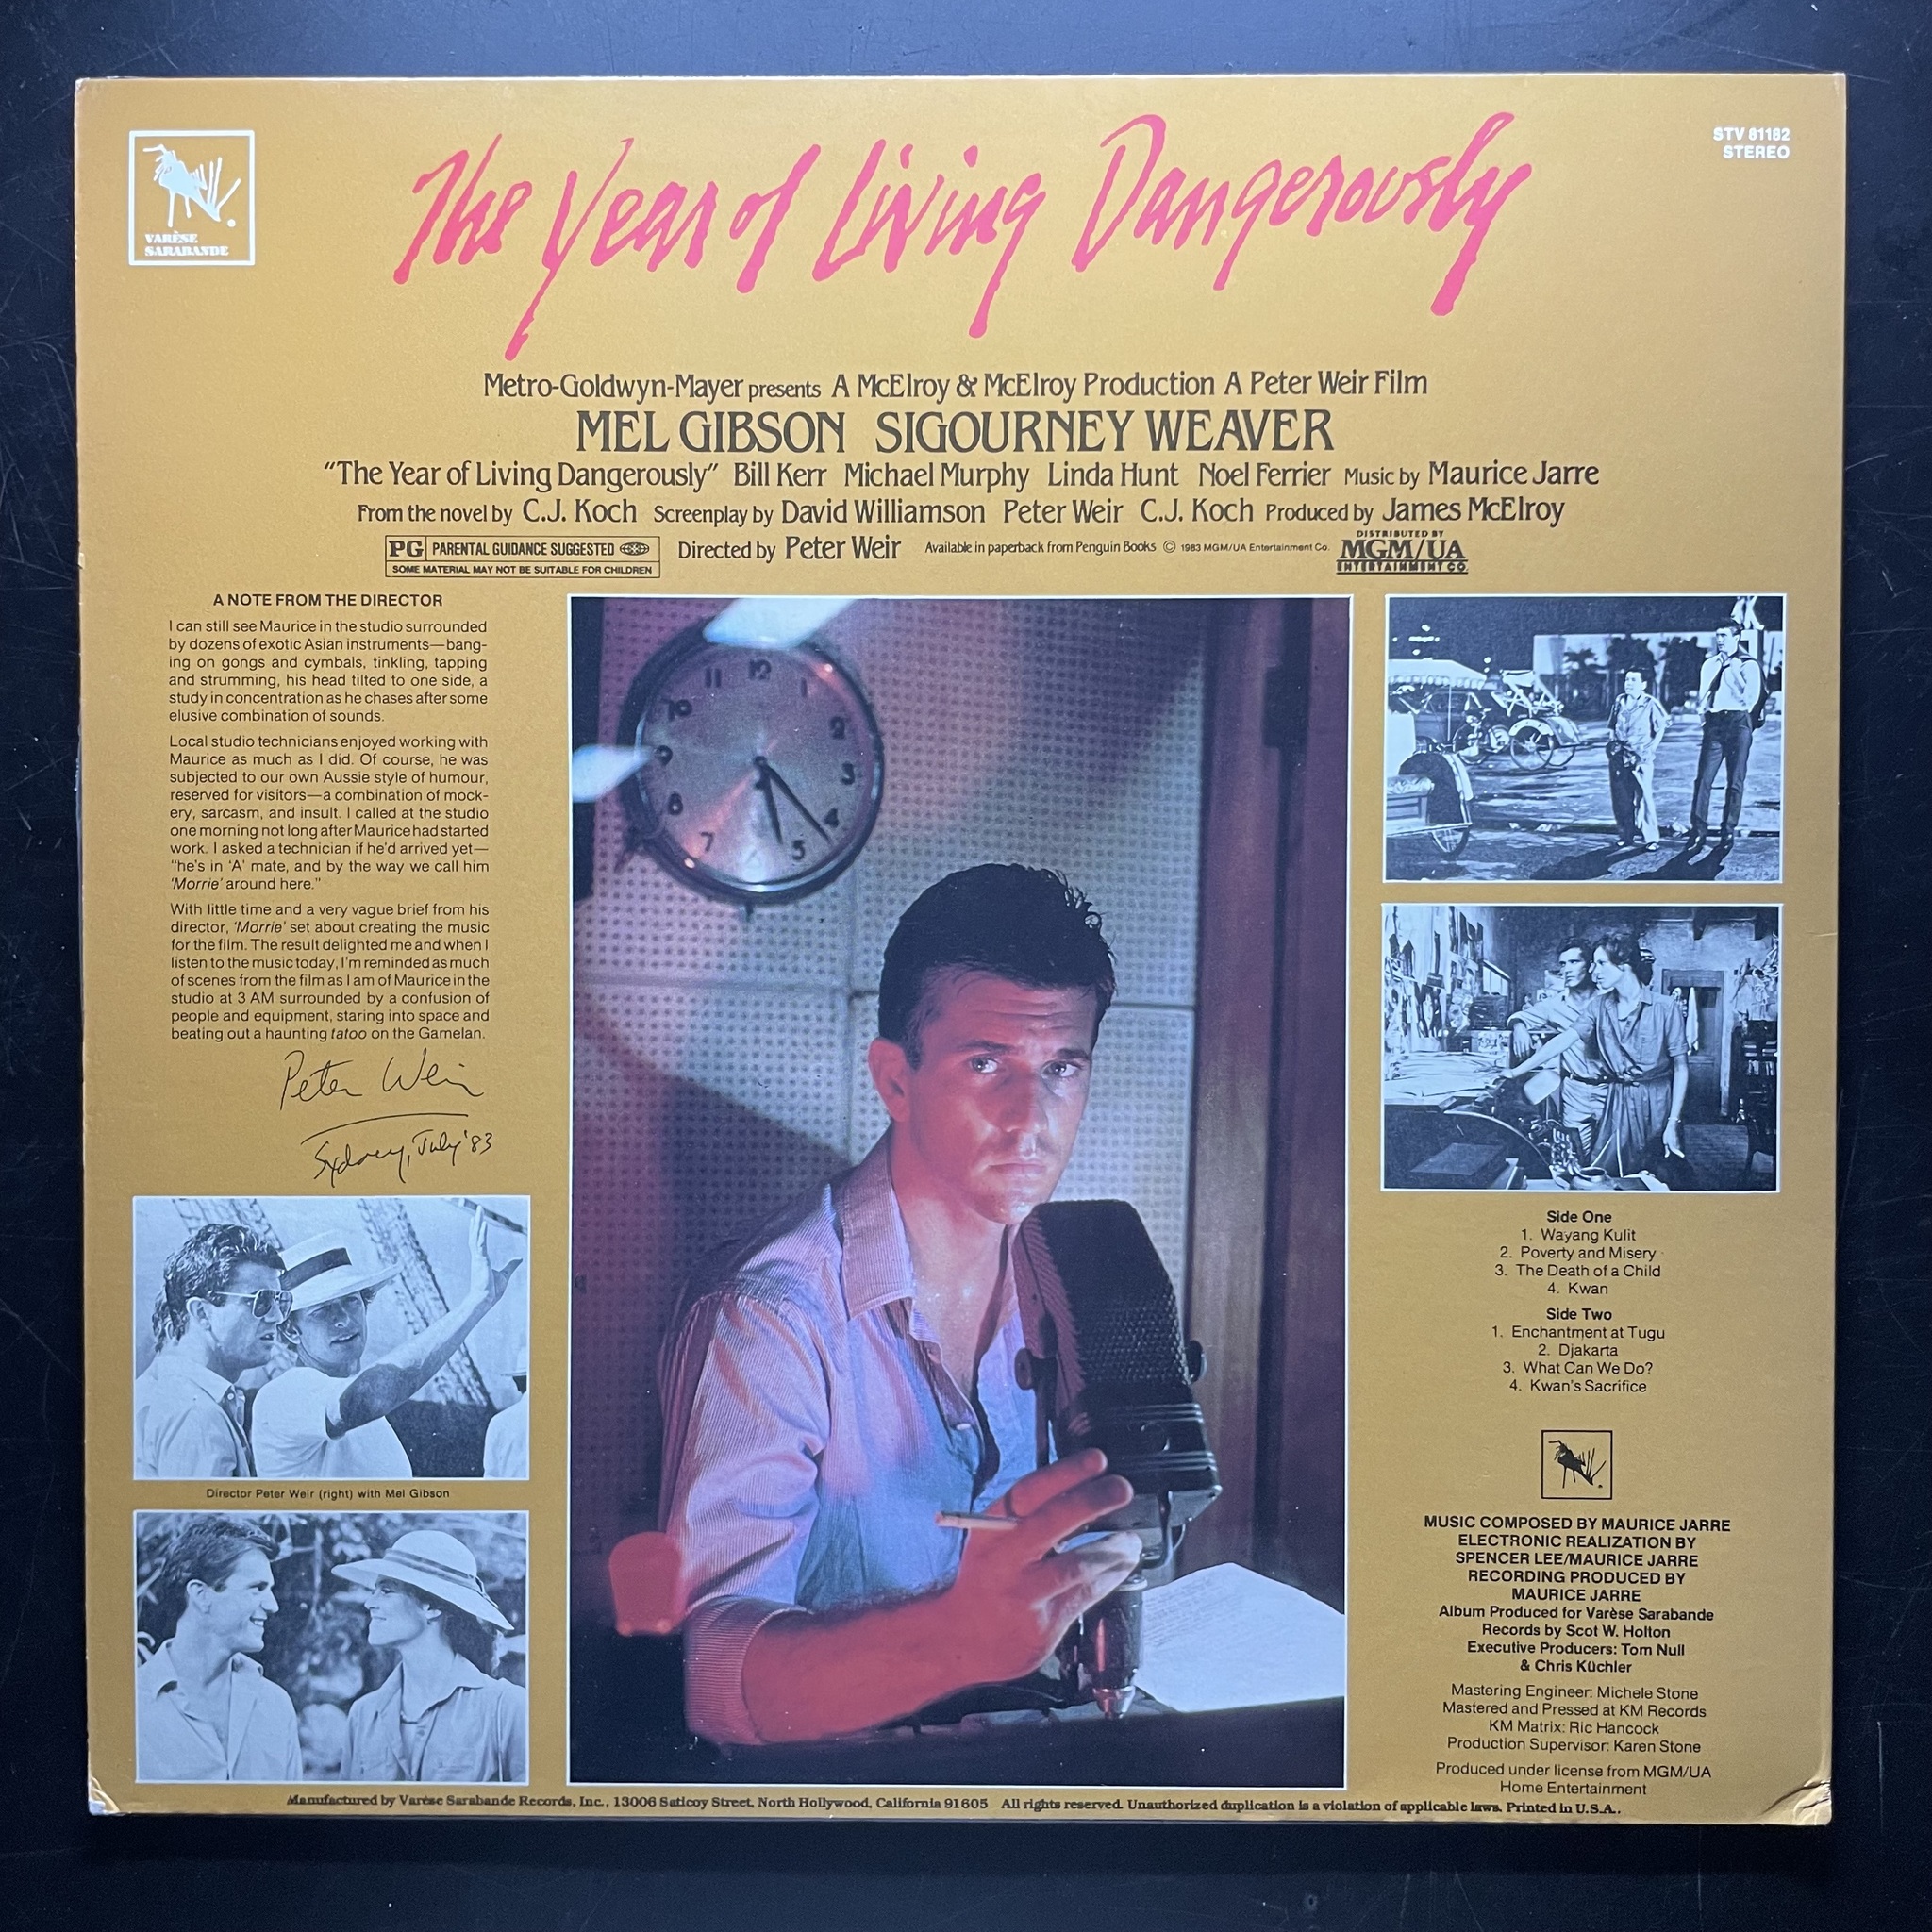 VARÈSE
SARABANDE
The Year of Living Dangerously
STV 81182
STEREO
Metro-Goldwyn-Mayer presents A McElroy & McElroy Production A Peter Weir Film
MEL GIBSON SIGOURNEY WEAVER
“The Year of Living Dangerously” Bill Kerr Michael Murphy Linda Hunt Noel Ferrier Music by Maurice Jarre
From the novel by C.J. Koch Screenplay by David Williamson Peter Weir C.J. Koch Produced by James McElroy
PG PARENTAL GUIDANCE SUGGESTED
SOME MATERIAL MAY NOT BE SUITABLE FOR CHILDREN
Directed by Peter Weir Available in paperback from Penguin Books © 1983 MGM/UA Entertainment Co.
DISTRIBUTED BY
MGM/UA
ENTERTAINMENT CO.
A NOTE FROM THE DIRECTOR
I can still see Maurice in the studio surrounded
by dozens of exotic Asian instruments—bang-
ing on gongs and cymbals, tinkling, tapping
and strumming, his head tilted to one side, a
study in concentration as he chases after some
elusive combination of sounds.
Local studio technicians enjoyed working with
Maurice as much as I did. Of course, he was
subjected to our own Aussie style of humour,
reserved for visitors—a combination of mock-
ery, sarcasm, and insult. I called at the studio
one morning not long after Maurice had started
work. I asked a technician if he'd arrived yet—
“he's in ‘A’ mate, and by the way we call him
‘Morrie’ around here.”
With little time and a very vague brief from his
director, ‘Morrie’ set about creating the music
for the film. The result delighted me and when I
listen to the music today, I'm reminded as much
of scenes from the film as I am of Maurice in the
studio at 3 AM surrounded by a confusion of
people and equipment, staring into space and
beating out a haunting tatoo on the Gamelan.
Peter Weir
Sydney, July '83
Director Peter Weir (right) with Mel Gibson
12
1
2
3
4
5
7
8
9
10
11
Side One
1. Wayang Kulit
2. Poverty and Misery
3. The Death of a Child
4. Kwan
Side Two
1. Enchantment at Tugu
2. Djakarta
3. What Can We Do?
4. Kwan's Sacrifice
MUSIC COMPOSED BY MAURICE JARRE
ELECTRONIC REALIZATION BY
SPENCER LEE/MAURICE JARRE
RECORDING PRODUCED BY
MAURICE JARRE
Album Produced for Varèse Sarabande
Records by Scot W. Holton
Executive Producers: Tom Null
& Chris Küchler
Mastering Engineer: Michele Stone
Mastered and Pressed at KM Records
KM Matrix: Ric Hancock
Production Supervisor: Karen Stone
Produced under license from MGM/UA
Home Entertainment
Manufactured by Varèse Sarabande Records, Inc., 13006 Saticoy Street, North Hollywood, California 91605 All rights reserved. Unauthorized duplication is a violation of applicable laws. Printed in U.S.A..